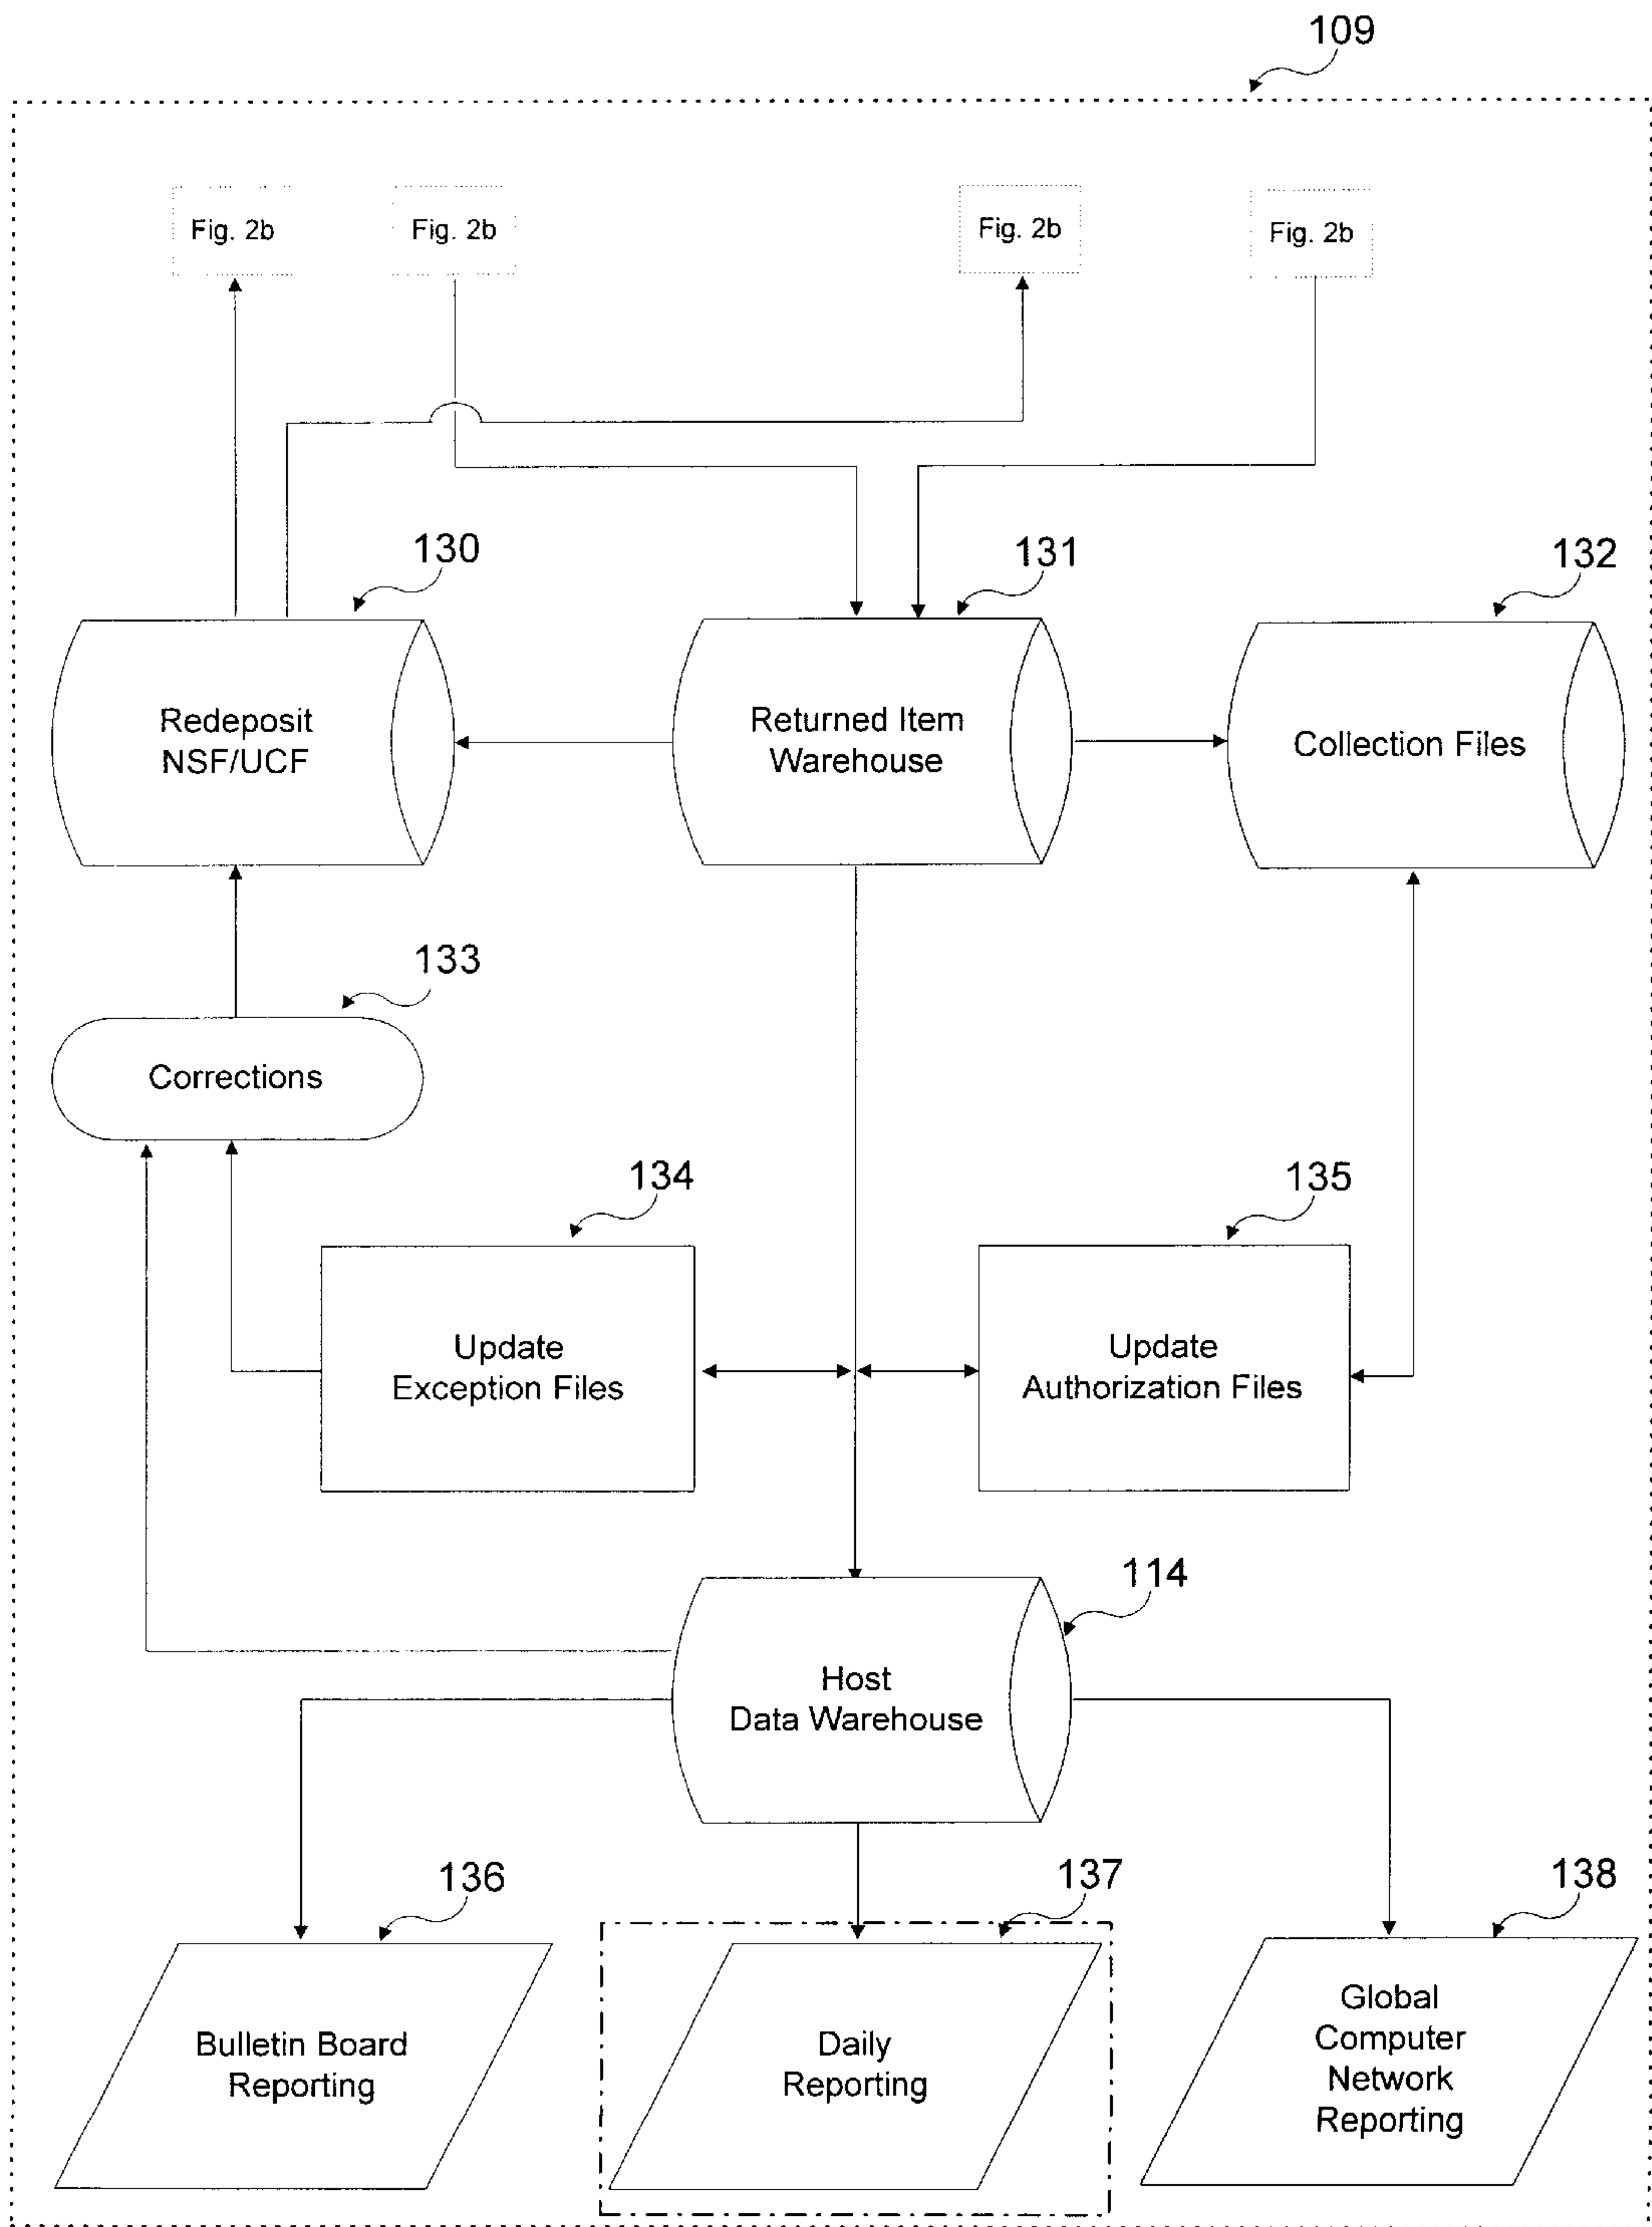 109
Fig. 2b
Fig. 2b
Fig. 2b
Fig. 2b
130
131
132
Redeposit
NSF/UCF
Returned Item
Warehouse
Collection Files
133
Corrections
134
135
Update
Exception Files
Update
Authorization Files
114
Host
Data Warehouse
136
137
138
Bulletin Board
Reporting
Daily
Reporting
Global
Computer
Network
Reporting